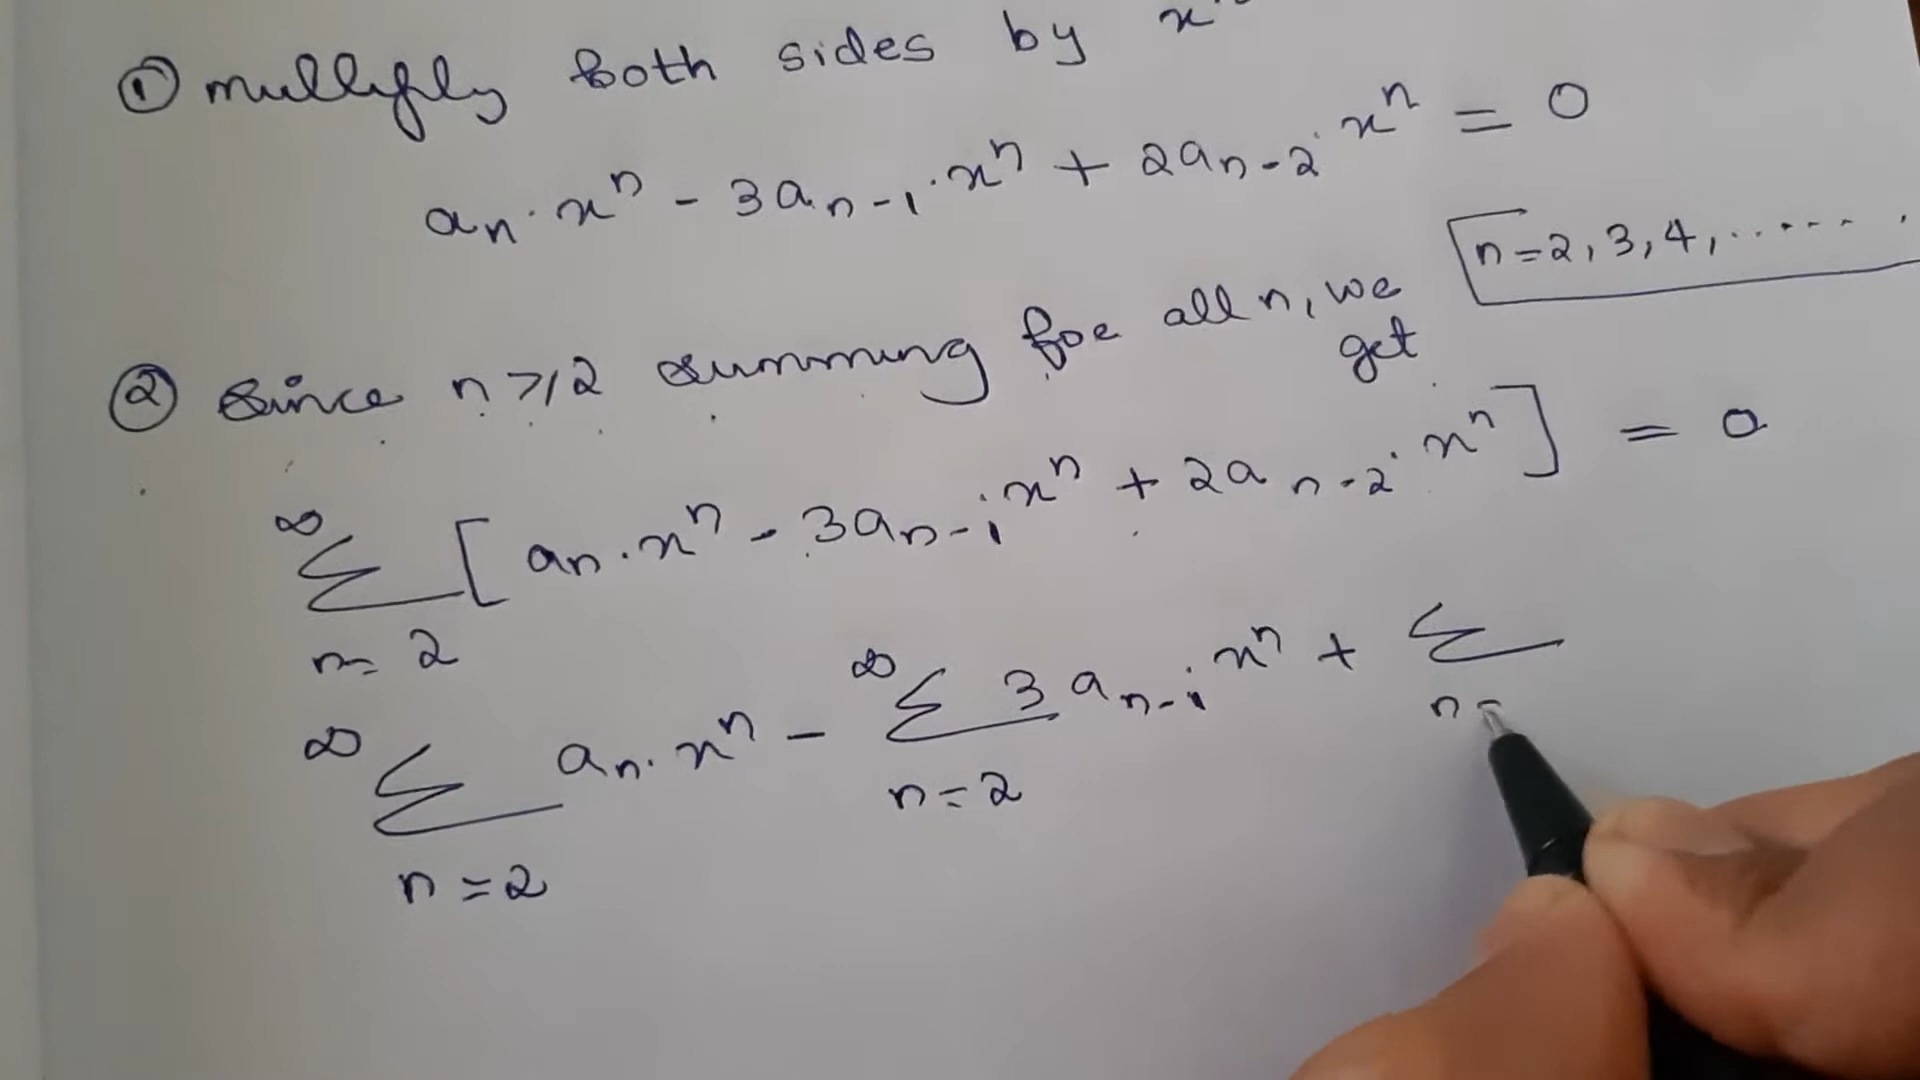 ① multiply both sides by x
aₙ · xⁿ - 3aₙ₋₁ · xⁿ + 2aₙ₋₂ · xⁿ = 0
n = 2, 3, 4, ........
② Since n ≥ 2 summing for all n, we get
∞ Σ n=2 [ aₙ · xⁿ - 3aₙ₋₁ · xⁿ + 2aₙ₋₂ · xⁿ ] = 0
∞ Σ n=2 aₙ · xⁿ - ∞ Σ n=2 3aₙ₋₁ · xⁿ + Σ n=